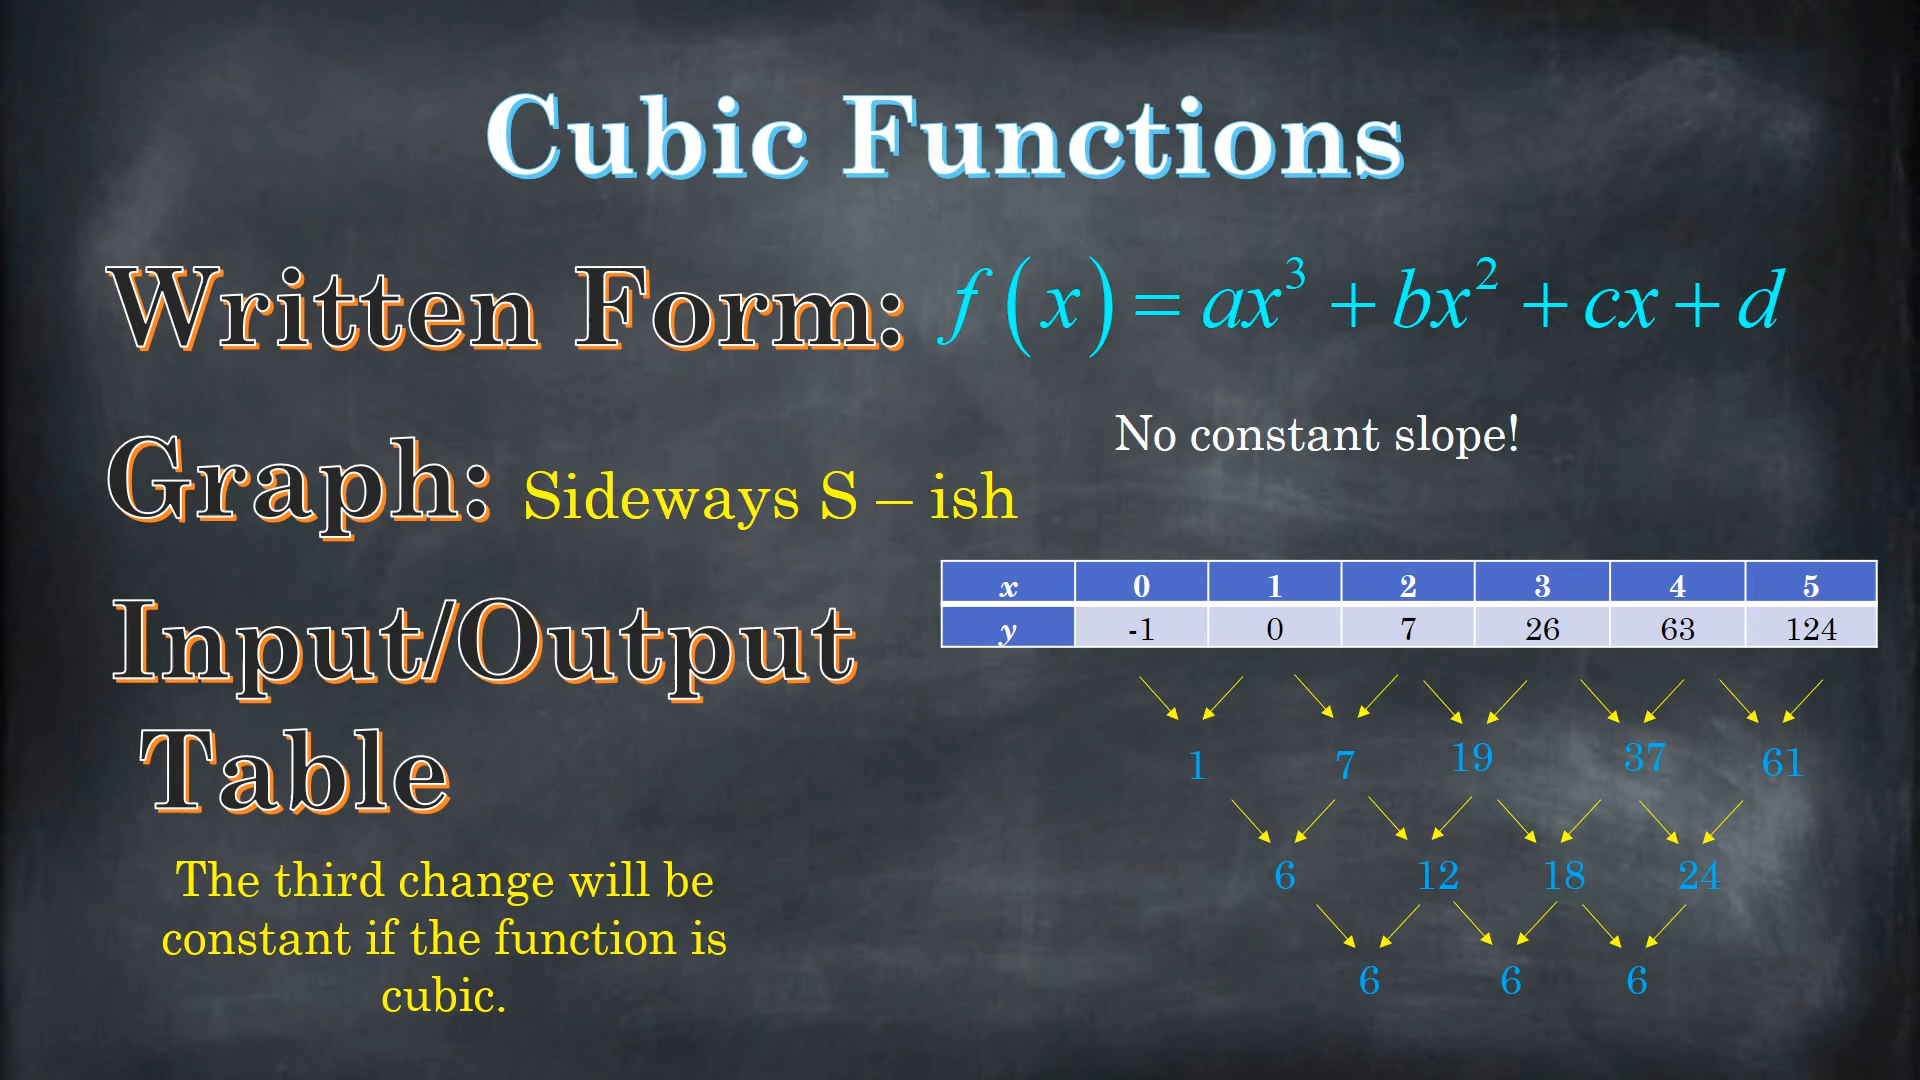 Cubic Functions
Written Form: f(x) = ax³ + bx² + cx + d
No constant slope!
Graph: Sideways S – ish
Input/Output
Table
x 0 1 2 3 4 5
y -1 0 7 26 63 124
1 7 19 37 61
6 12 18 24
6 6 6
The third change will be
constant if the function is
cubic.